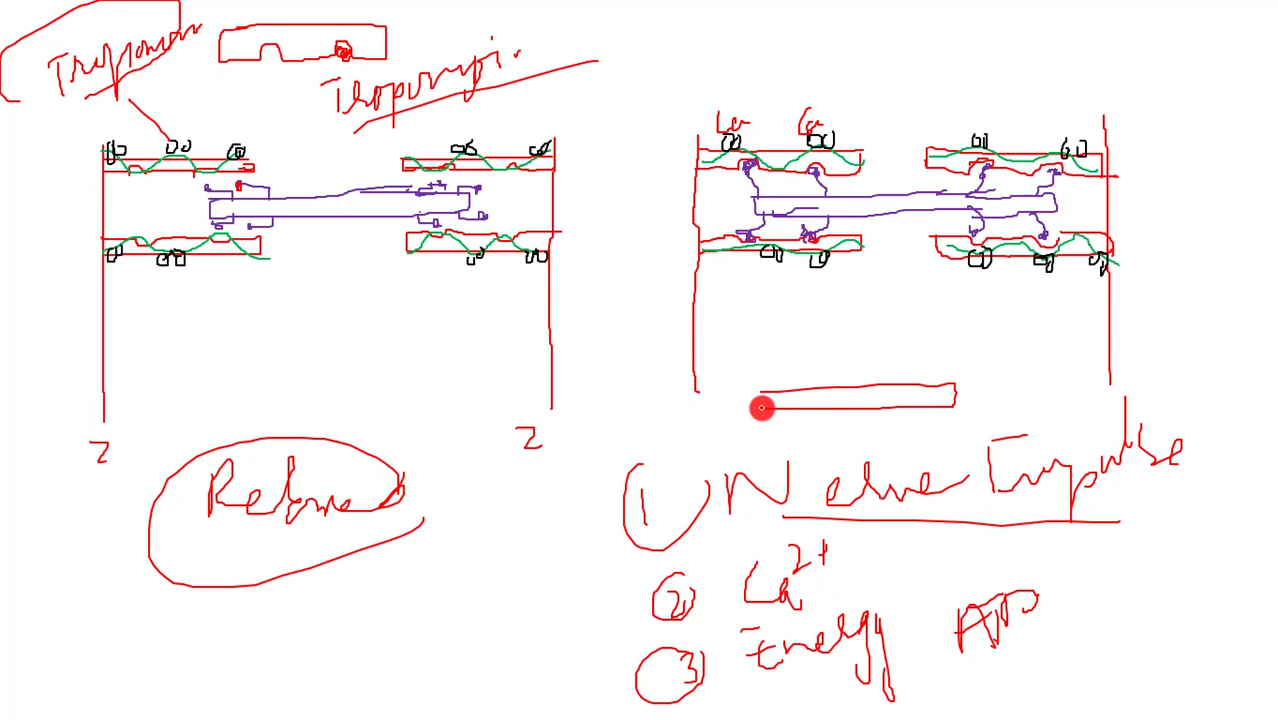 Troponin
Tropomyosin
Ca Ca
Z Z
Relaxed
1 Nerve Impulse
2 Ca2+
3 Energy ATP